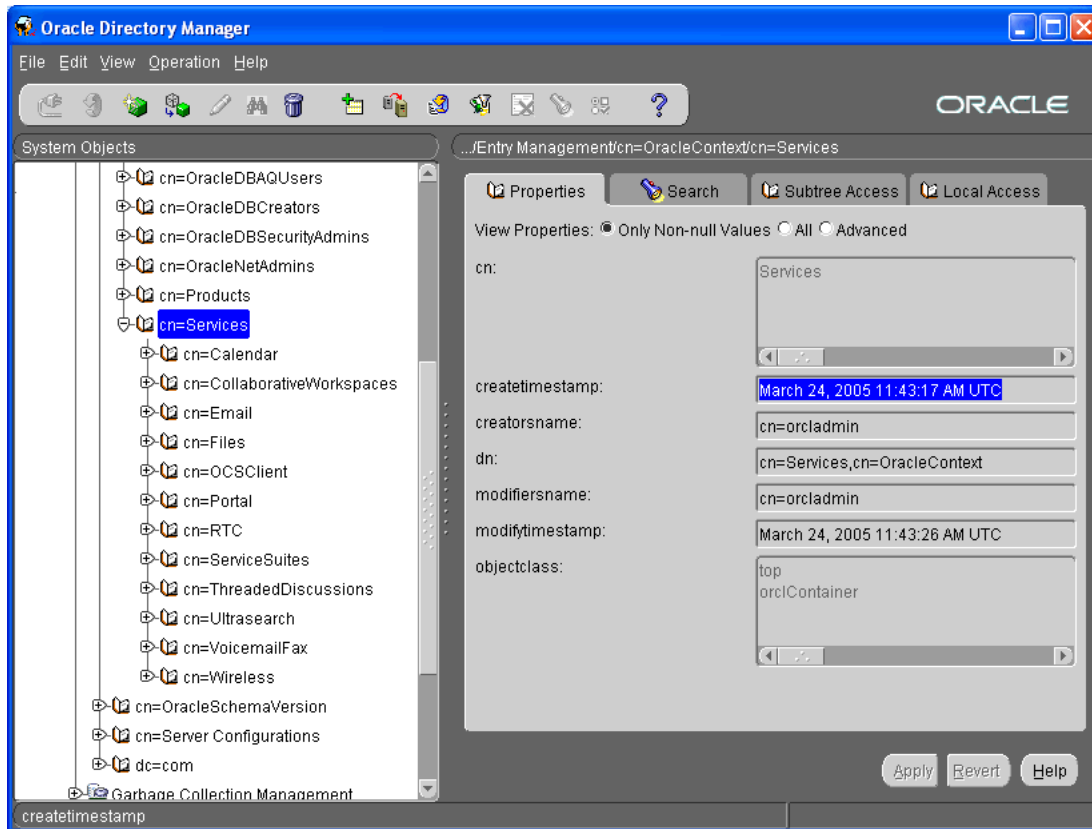 Oracle Directory Manager
File Edit View Operation Help
ORACLE
System Objects
.../Entry Management/cn=OracleContext/cn=Services
cn=OracleDBAQUsers
cn=OracleDBCreators
cn=OracleDBSecurityAdmins
cn=OracleNetAdmins
cn=Products
cn=Services
cn=Calendar
cn=CollaborativeWorkspaces
cn=Email
cn=Files
cn=OCSClient
cn=Portal
cn=RTC
cn=ServiceSuites
cn=ThreadedDiscussions
cn=Ultrasearch
cn=VoicemailFax
cn=Wireless
cn=OracleSchemaVersion
cn=Server Configurations
dc=com
Garbage Collection Management
Properties Search Subtree Access Local Access
View Properties: Only Non-null Values All Advanced
cn: Services
createtimestamp: March 24, 2005 11:43:17 AM UTC
creatorsname: cn=orcladmin
dn: cn=Services,cn=OracleContext
modifiersname: cn=orcladmin
modifytimestamp: March 24, 2005 11:43:26 AM UTC
objectclass: top
orclContainer
Apply Revert Help
createtimestamp